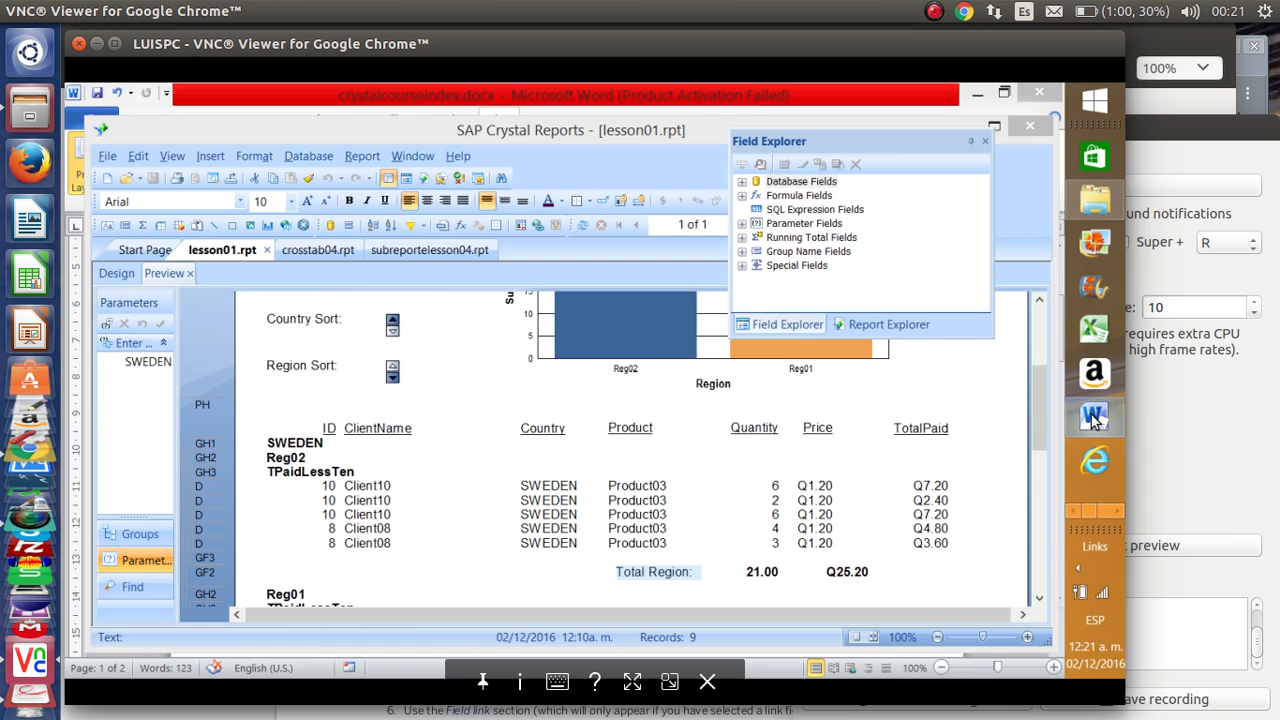 VNC® Viewer for Google Chrome™
Es
(1:00, 30%)
00:21
LUISPC - VNC® Viewer for Google Chrome™
100%
crystalcourseindex.docx - Microsoft Word (Product Activation Failed)
SAP Crystal Reports - [lesson01.rpt]
File Edit View Insert Format Database Report Window Help
Arial 10
1 of 1
Start Page lesson01.rpt crosstab04.rpt subreportelesson04.rpt
Design Preview
Field Explorer
Database Fields
Formula Fields
SQL Expression Fields
Parameter Fields
Running Total Fields
Group Name Fields
Special Fields
Field Explorer Report Explorer
Parameters
Enter ...
SWEDEN
Groups
Paramet...
Find
Country Sort:
Region Sort:
10
5
0
Reg02 Reg01
Region
PH
ID ClientName Country Product Quantity Price TotalPaid
GH1 SWEDEN
GH2 Reg02
GH3 TPaidLessTen
D 10 Client10 SWEDEN Product03 6 Q1.20 Q7.20
D 10 Client10 SWEDEN Product03 2 Q1.20 Q2.40
D 10 Client10 SWEDEN Product03 6 Q1.20 Q7.20
D 8 Client08 SWEDEN Product03 4 Q1.20 Q4.80
D 8 Client08 SWEDEN Product03 3 Q1.20 Q3.60
GF3
GF2 Total Region: 21.00 Q25.20
GH2 Reg01
TPaidLessTen
Text: 02/12/2016 12:10a. m. Records: 9 100%
Page: 1 of 2 Words: 123 English (U.S.) 100%
Links
ESP
12:21 a. m.
02/12/2016
und notifications
Super + R
e: 10
requires extra CPU
high frame rates).
t preview
ave recording
6. Use the Field link section (which will only appear if you have selected a link fi